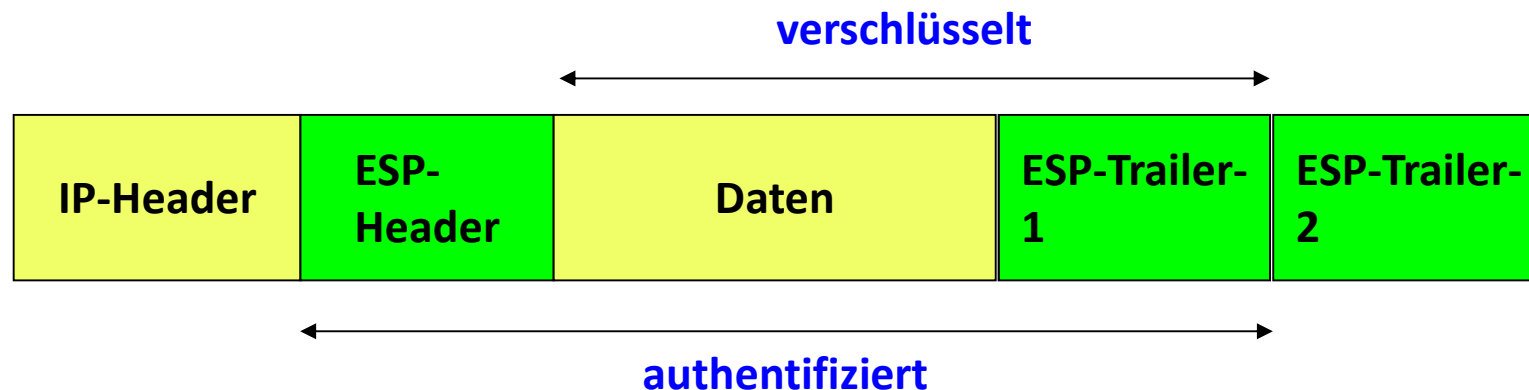 verschlüsselt
IP-Header
ESP-
Header
Daten
ESP-Trailer-
1
ESP-Trailer-
2
authentifiziert